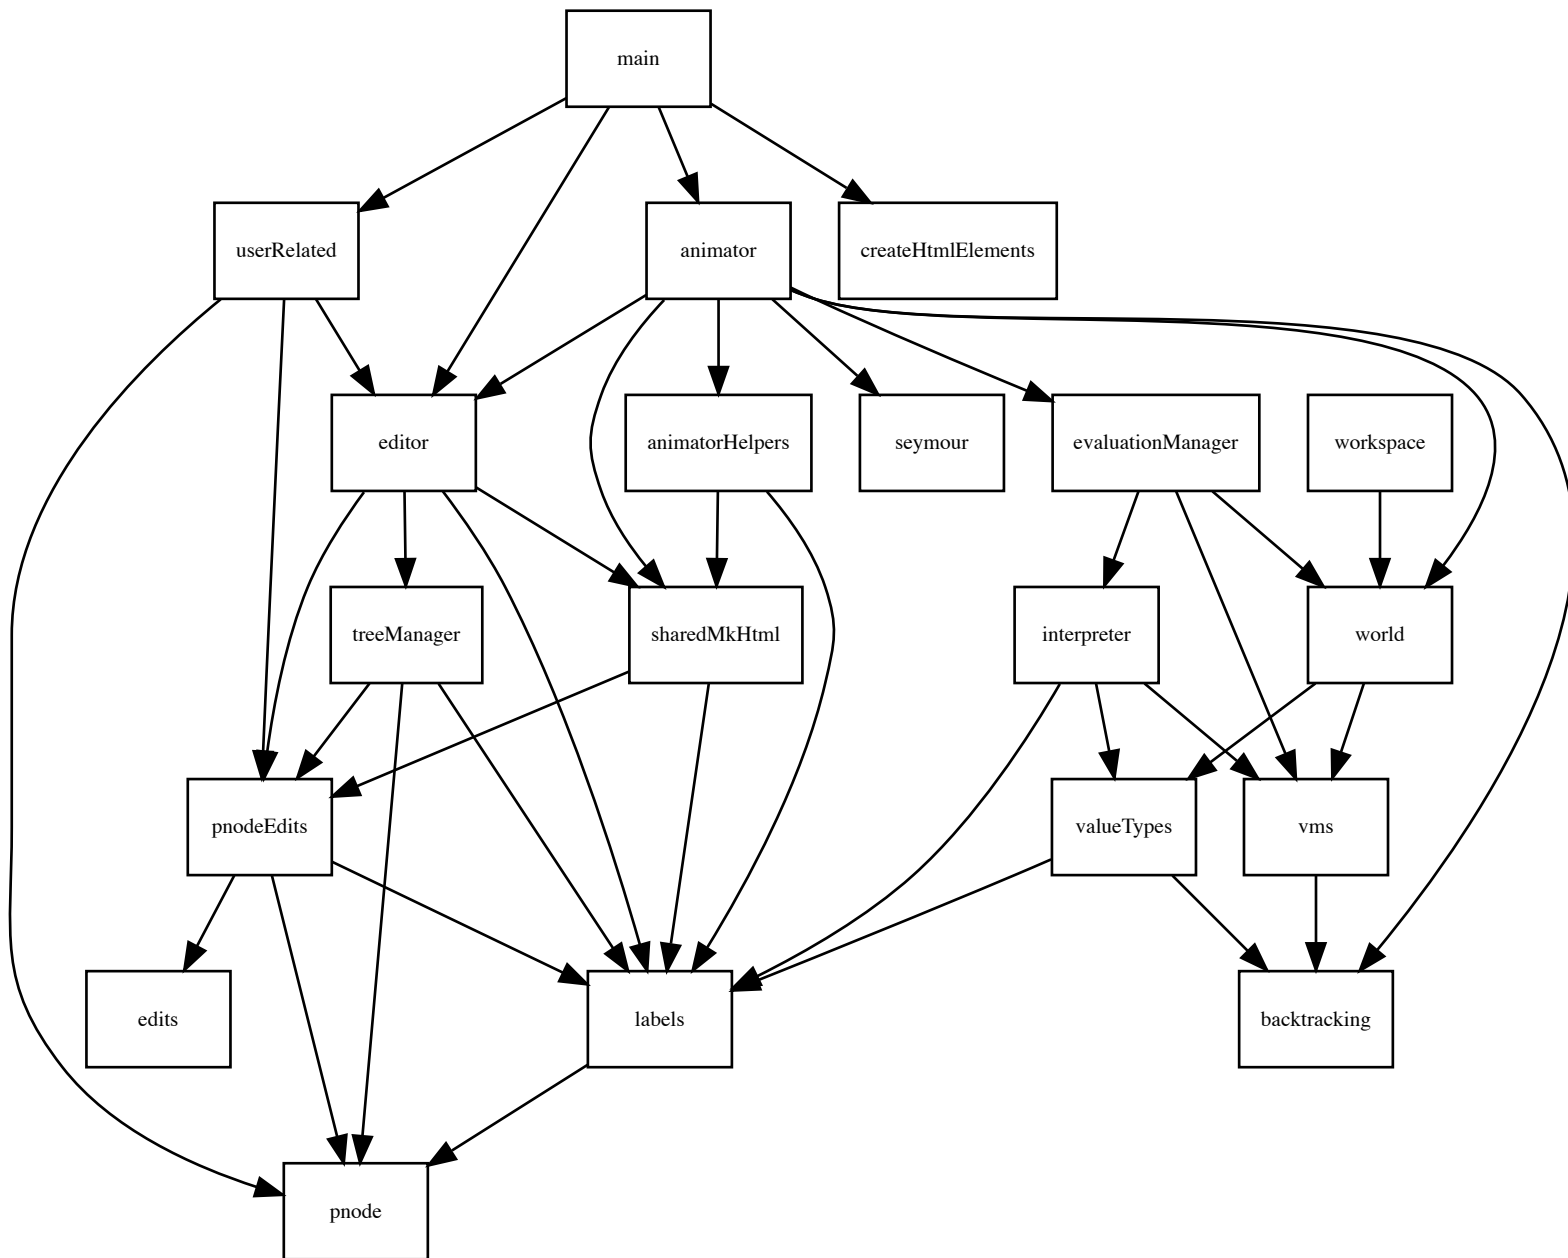 main
userRelated
animator
createHtmlElements
editor
animatorHelpers
seymour
evaluationManager
workspace
treeManager
sharedMkHtml
interpreter
world
pnodeEdits
valueTypes
vms
edits
labels
backtracking
pnode